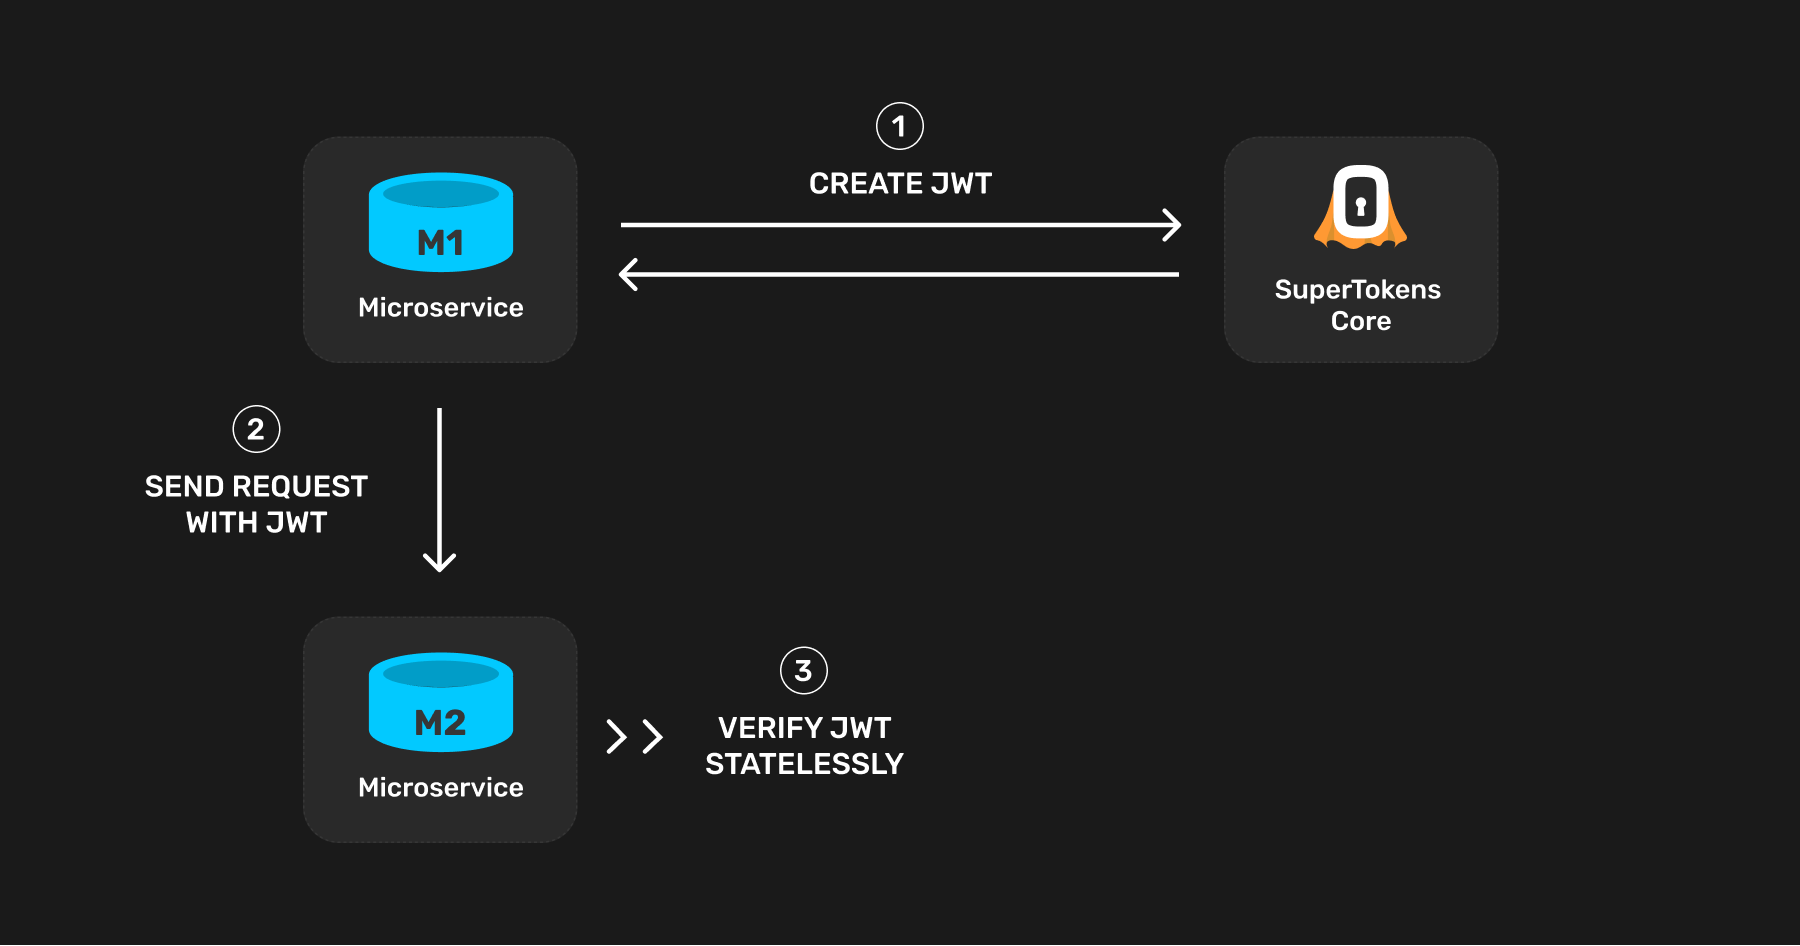 1
CREATE JWT
M1
Microservice
SuperTokens
Core
2
SEND REQUEST
WITH JWT
M2
Microservice
3
VERIFY JWT
STATELESSLY